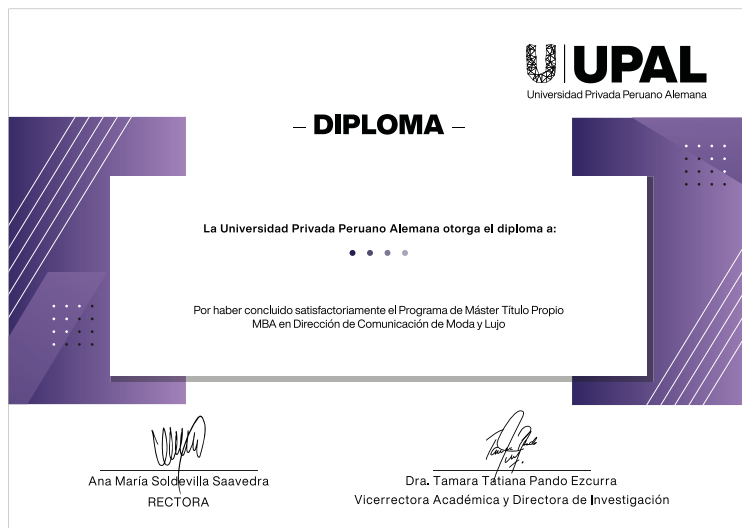 UPAL
Universidad Privada Peruano Alemana
– DIPLOMA –
La Universidad Privada Peruano Alemana otorga el diploma a:
Por haber concluido satisfactoriamente el Programa de Máster Título Propio
MBA en Dirección de Comunicación de Moda y Lujo
Ana María Soldevilla Saavedra
RECTORA
Dra. Tamara Tatiana Pando Ezcurra
Vicerrectora Académica y Directora de Investigación